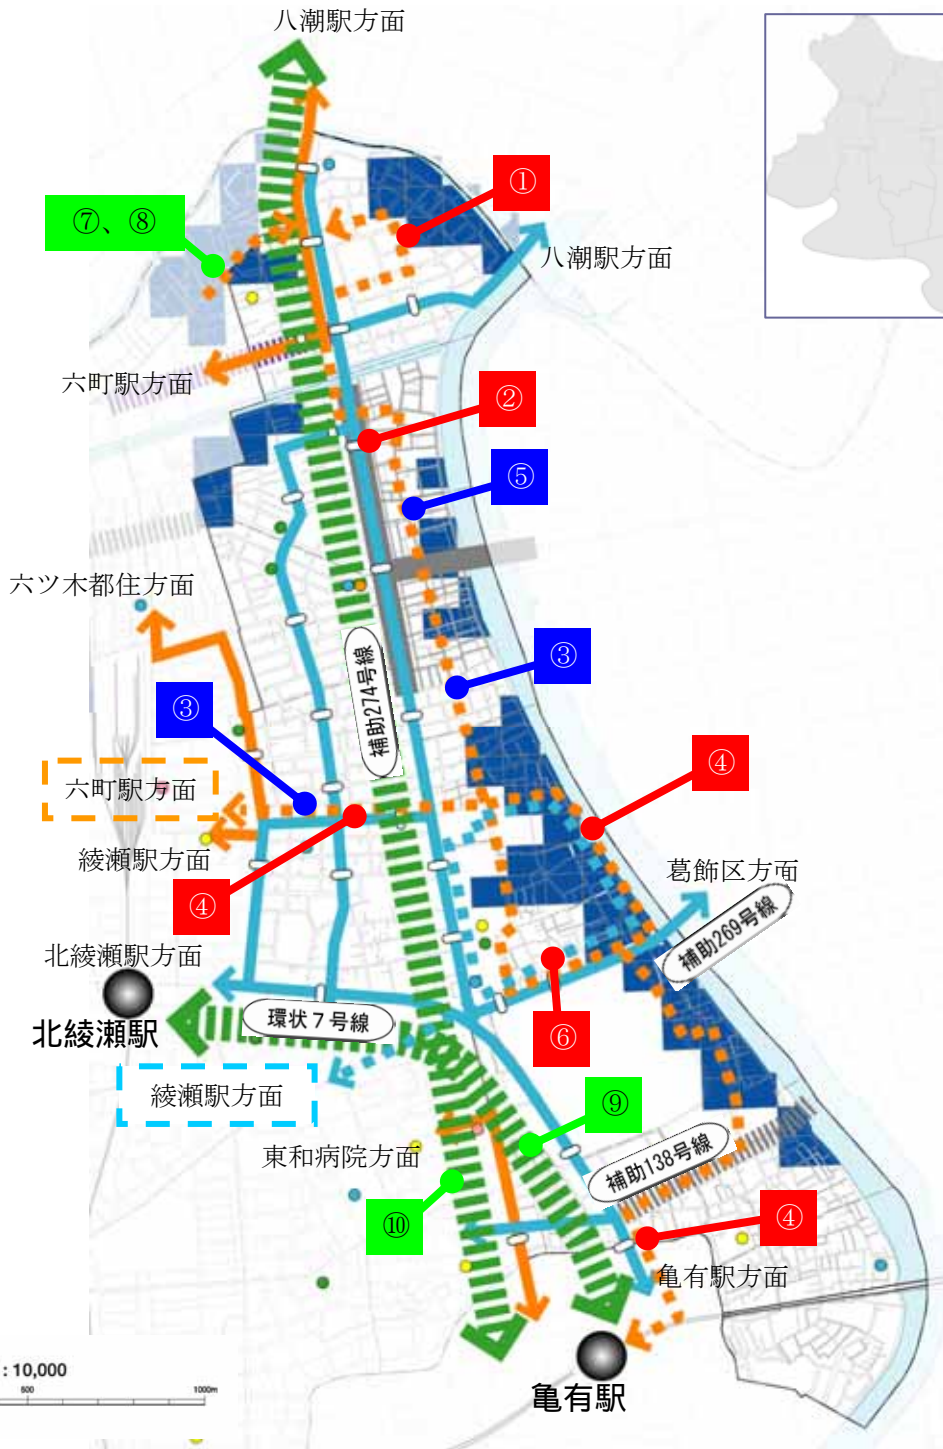 八潮駅方面
①
⑦、⑧
八潮駅方面
六町駅方面
②
⑤
六ツ木都住方面
③
補助274号線
③
④
六町駅方面
綾瀬駅方面
葛飾区方面
④
補助269号線
北綾瀬駅方面
環状7号線
北綾瀬駅
⑥
綾瀬駅方面
⑨
東和病院方面
補助138号線
⑩
④
亀有駅方面
: 10,000
500
1000m
亀有駅